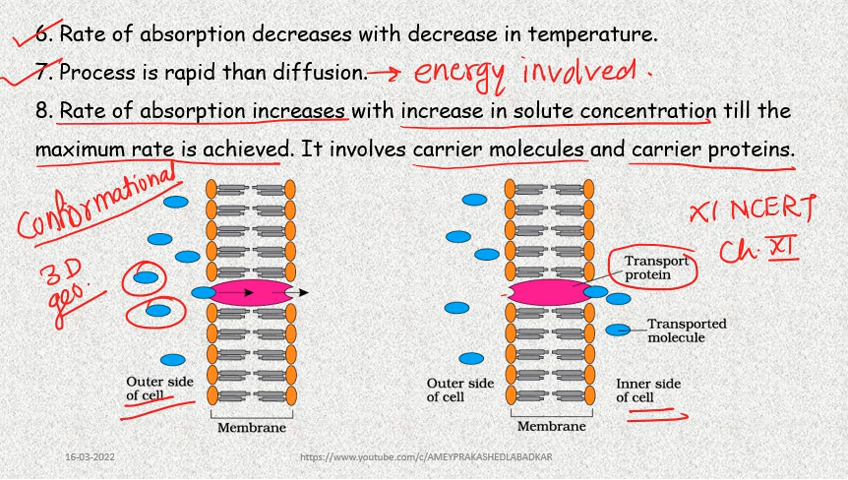 6. Rate of absorption decreases with decrease in temperature.
7. Process is rapid than diffusion. → energy involved.
8. Rate of absorption increases with increase in solute concentration till the
maximum rate is achieved. It involves carrier molecules and carrier proteins.
Conformational
3D
geo.
XI NCERT
Ch. XI
Transport
protein
Transported
molecule
Outer side
of cell
Membrane
Outer side
of cell
Inner side
of cell
Membrane
16-03-2022
https://www.youtube.com/c/AMEYPRAKASHEDLABADKAR